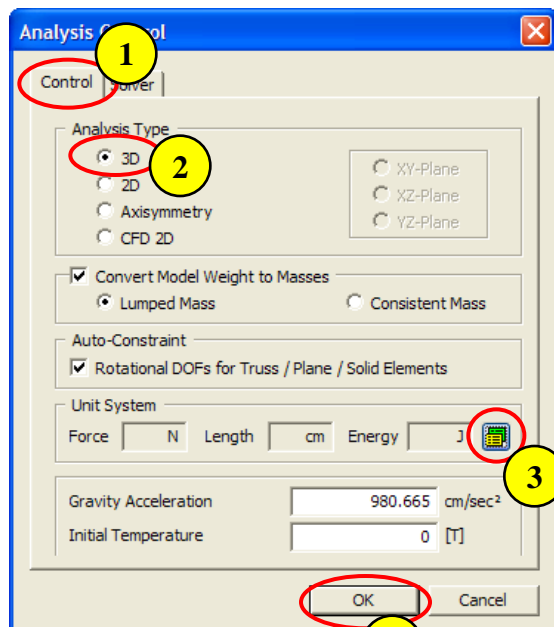 Analysis C rol
1
Control Solver
Analysis Type
3D
2
2D
Axisymmetry
CFD 2D
XY-Plane
XZ-Plane
YZ-Plane
Convert Model Weight to Masses
Lumped Mass Consistent Mass
Auto-Constraint
Rotational DOFs for Truss / Plane / Solid Elements
Unit System
Force N Length cm Energy J
3
Gravity Acceleration 980.665 cm/sec²
Initial Temperature 0 [T]
OK Cancel